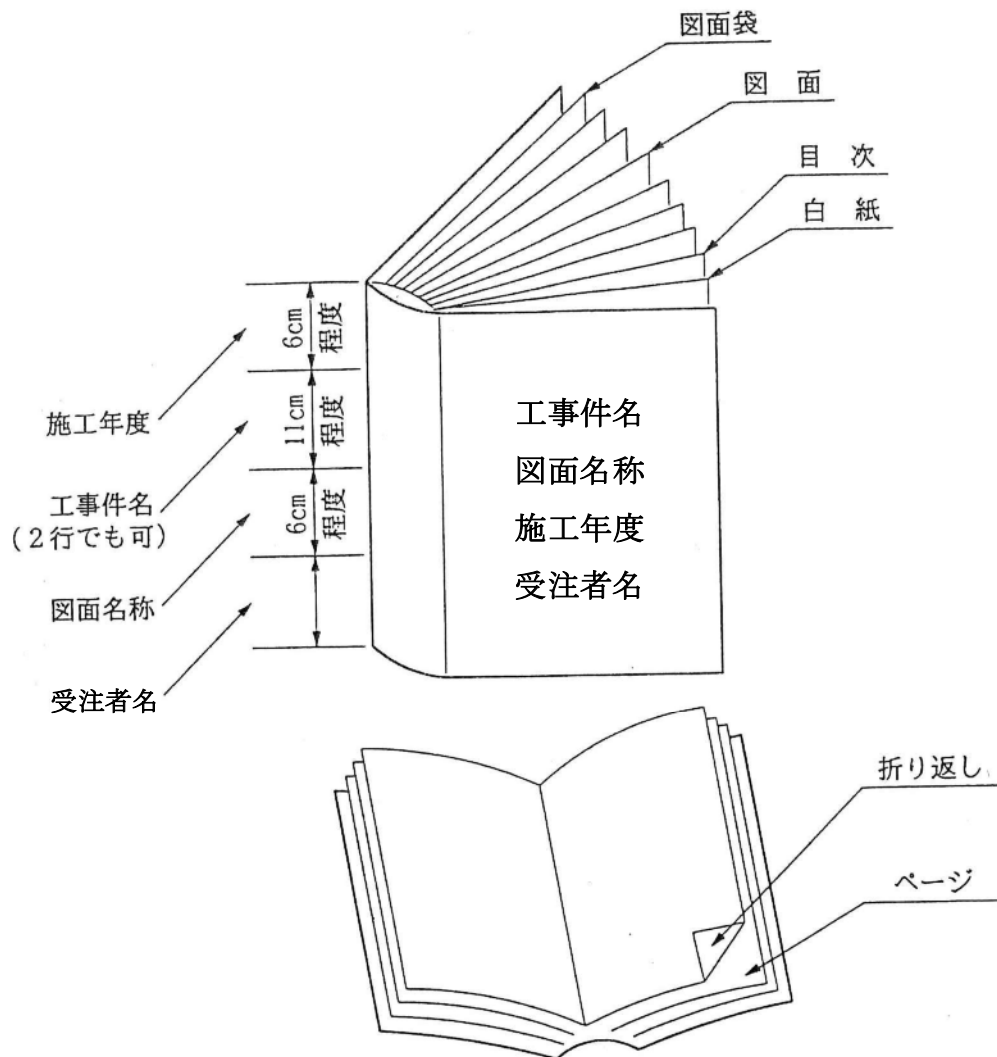 図面袋
図 面
目 次
白 紙
6cm
程度
11cm
程度
6cm
程度
施工年度
工事件名
(2行でも可)
図面名称
受注者名
工事件名
図面名称
施工年度
受注者名
折り返し
ページ